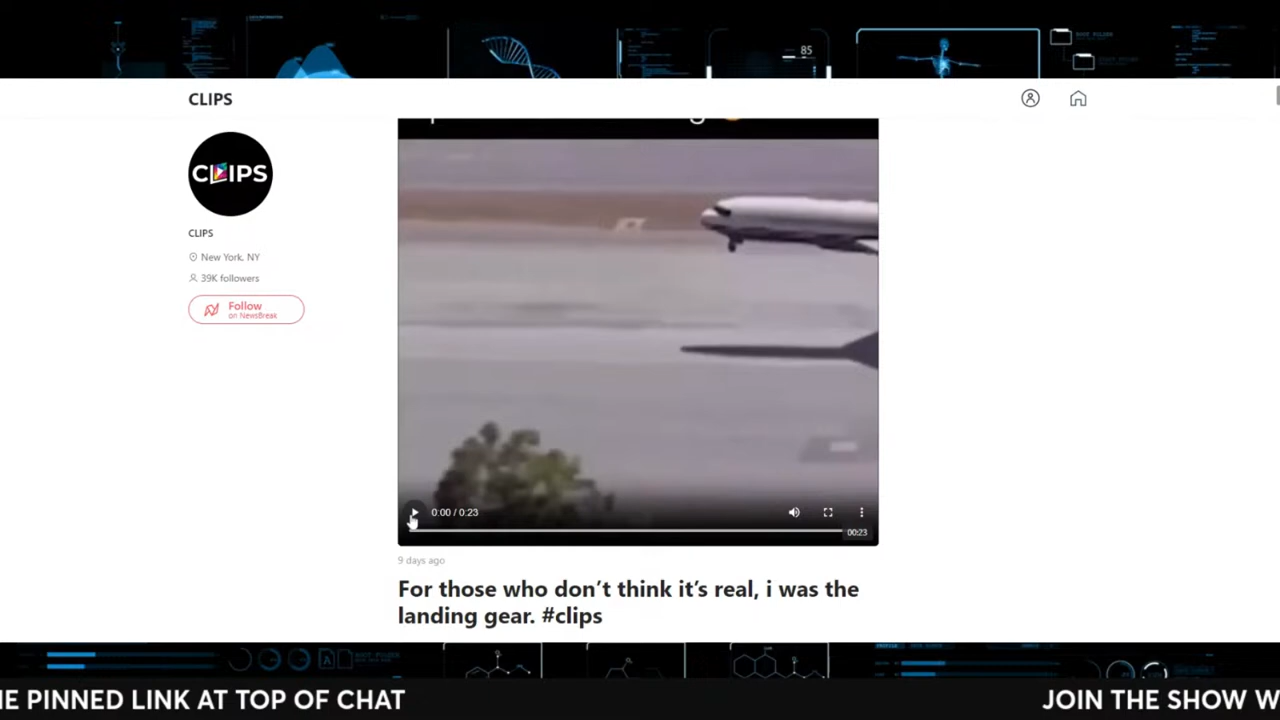 85
CLIPS
CLIPS
CLIPS
New York, NY
39K followers
Follow
on NewsBreak
0:00 / 0:23
00:23
9 days ago
For those who don’t think it’s real, i was the
landing gear. #clips
A
E PINNED LINK AT TOP OF CHAT
JOIN THE SHOW W